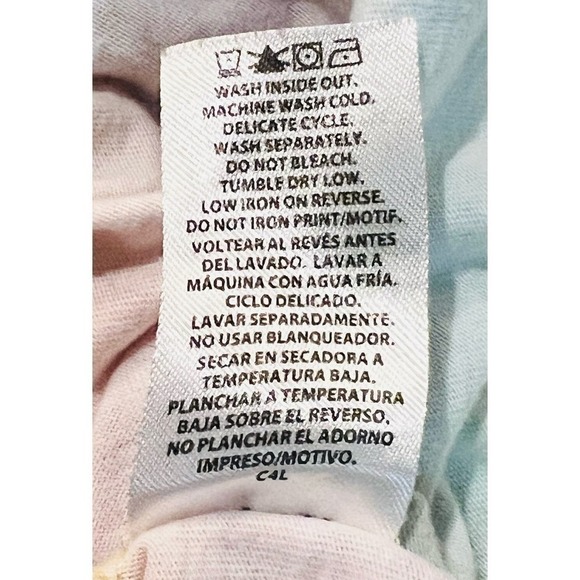 WASH INSIDE OUT.
MACHINE WASH COLD.
DELICATE CYCLE.
WASH SEPARATELY.
DO NOT BLEACH.
TUMBLE DRY LOW.
LOW IRON ON REVERSE.
DO NOT IRON PRINT/MOTIF.
VOLTEAR AL REVÉS ANTES
DEL LAVADO. LAVAR A
MÁQUINA CON AGUA FRÍA.
CICLO DELICADO.
LAVAR SEPARADAMENTE.
NO USAR BLANQUEADOR.
SECAR EN SECADORA A
TEMPERATURA BAJA.
PLANCHAR A TEMPERATURA
BAJA SOBRE EL REVERSO.
NO PLANCHAR EL ADORNO
IMPRESO/MOTIVO.
C4L